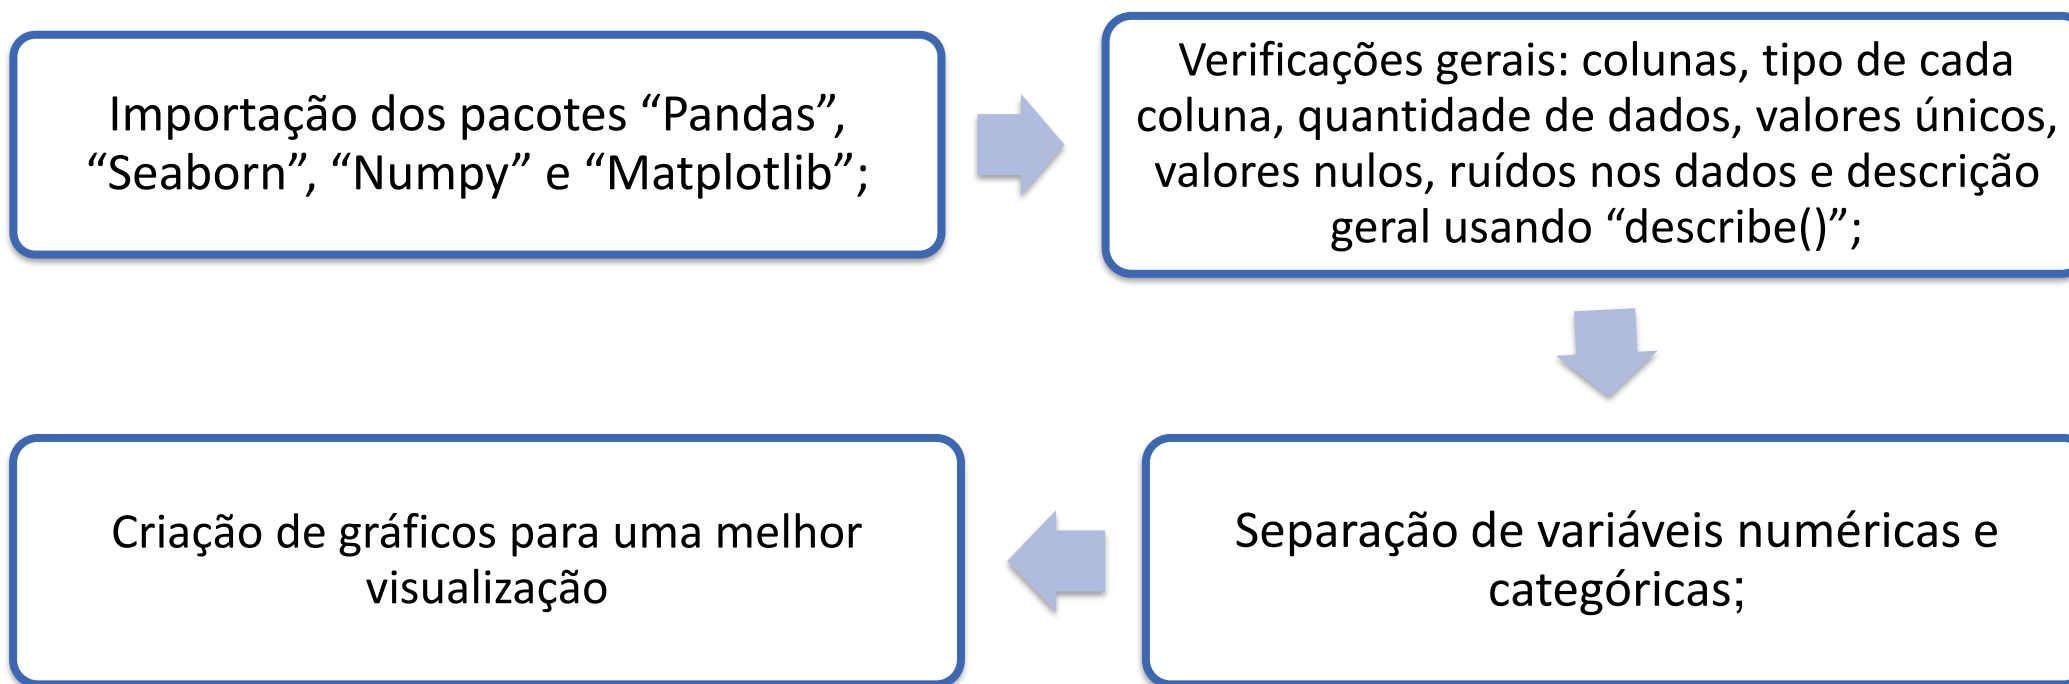 Importação dos pacotes “Pandas”,
“Seaborn”, “Numpy” e “Matplotlib”;
Verificações gerais: colunas, tipo de cada
coluna, quantidade de dados, valores únicos,
valores nulos, ruídos nos dados e descrição
geral usando “describe()”;
Separação de variáveis numéricas e
categóricas;
Criação de gráficos para uma melhor
visualização